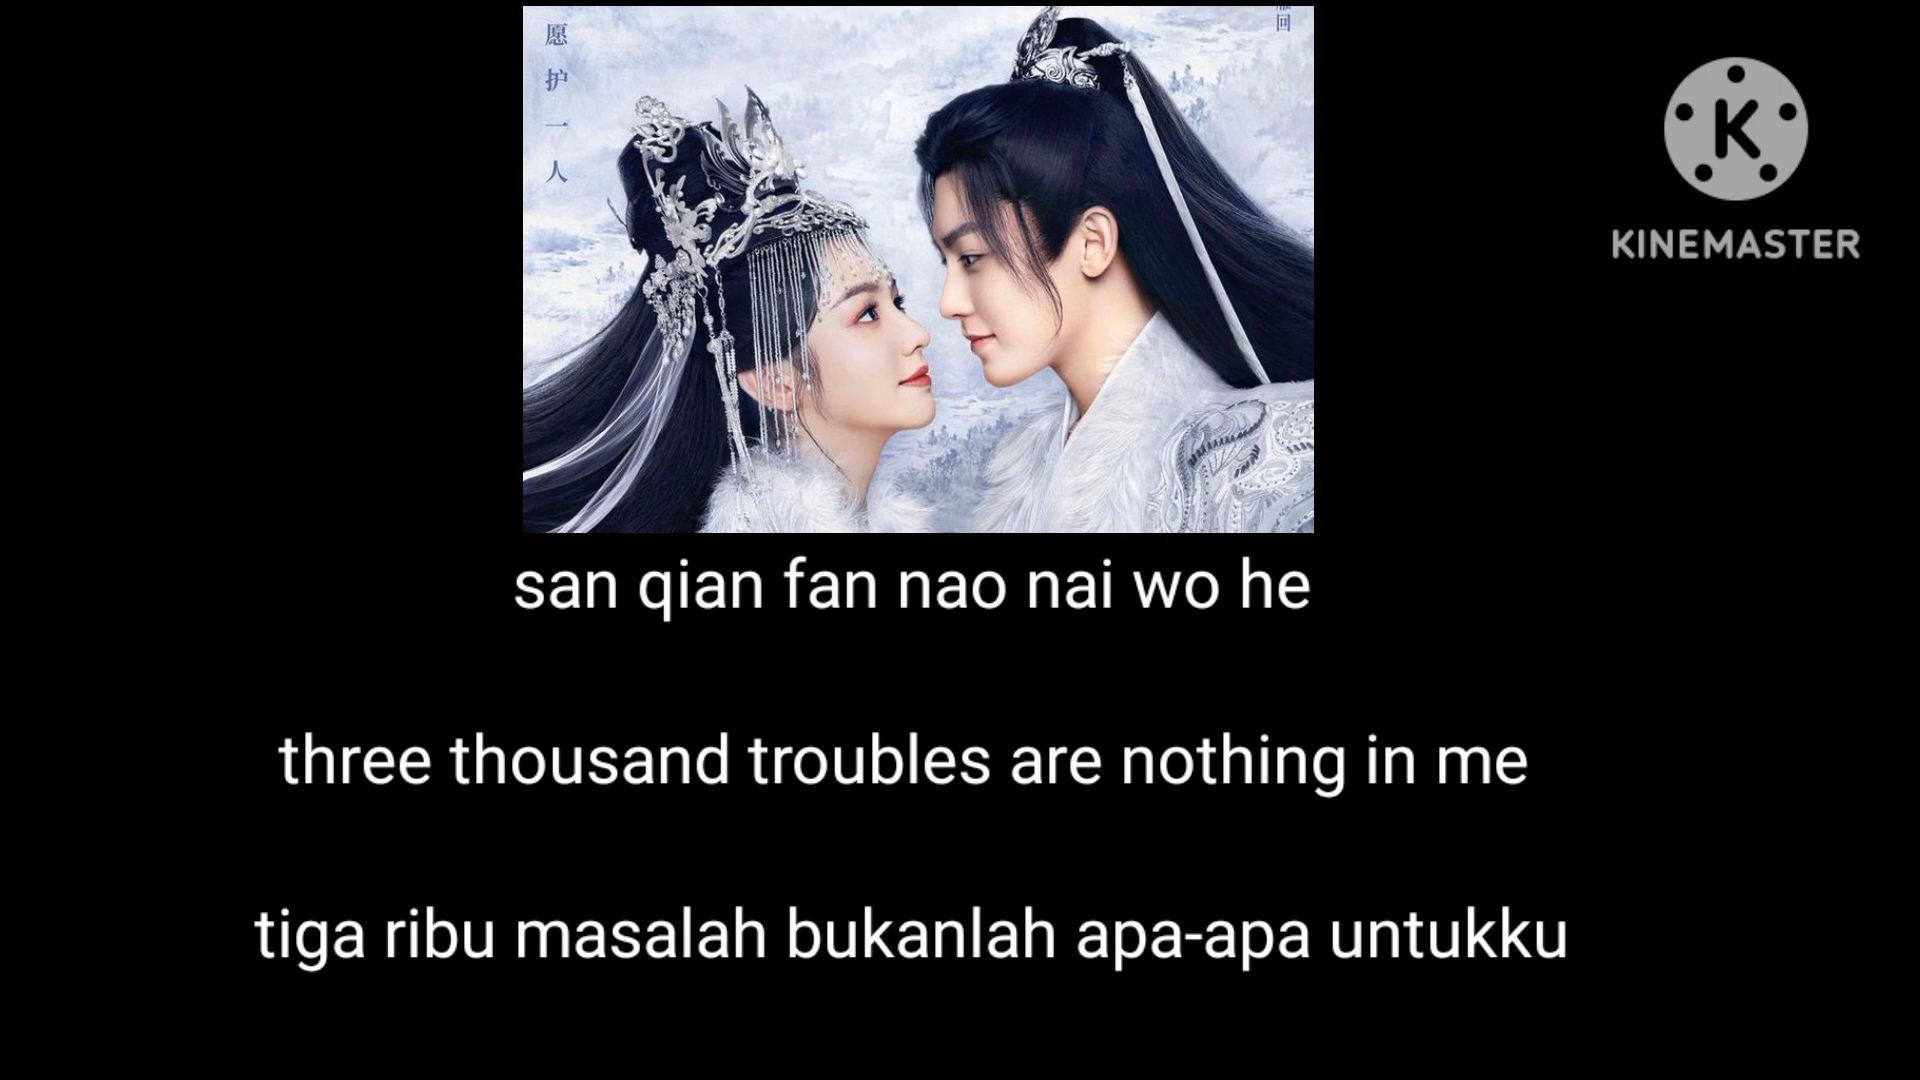 愿护一人
回
KINEMASTER
san qian fan nao nai wo he
three thousand troubles are nothing in me
tiga ribu masalah bukanlah apa-apa untukku